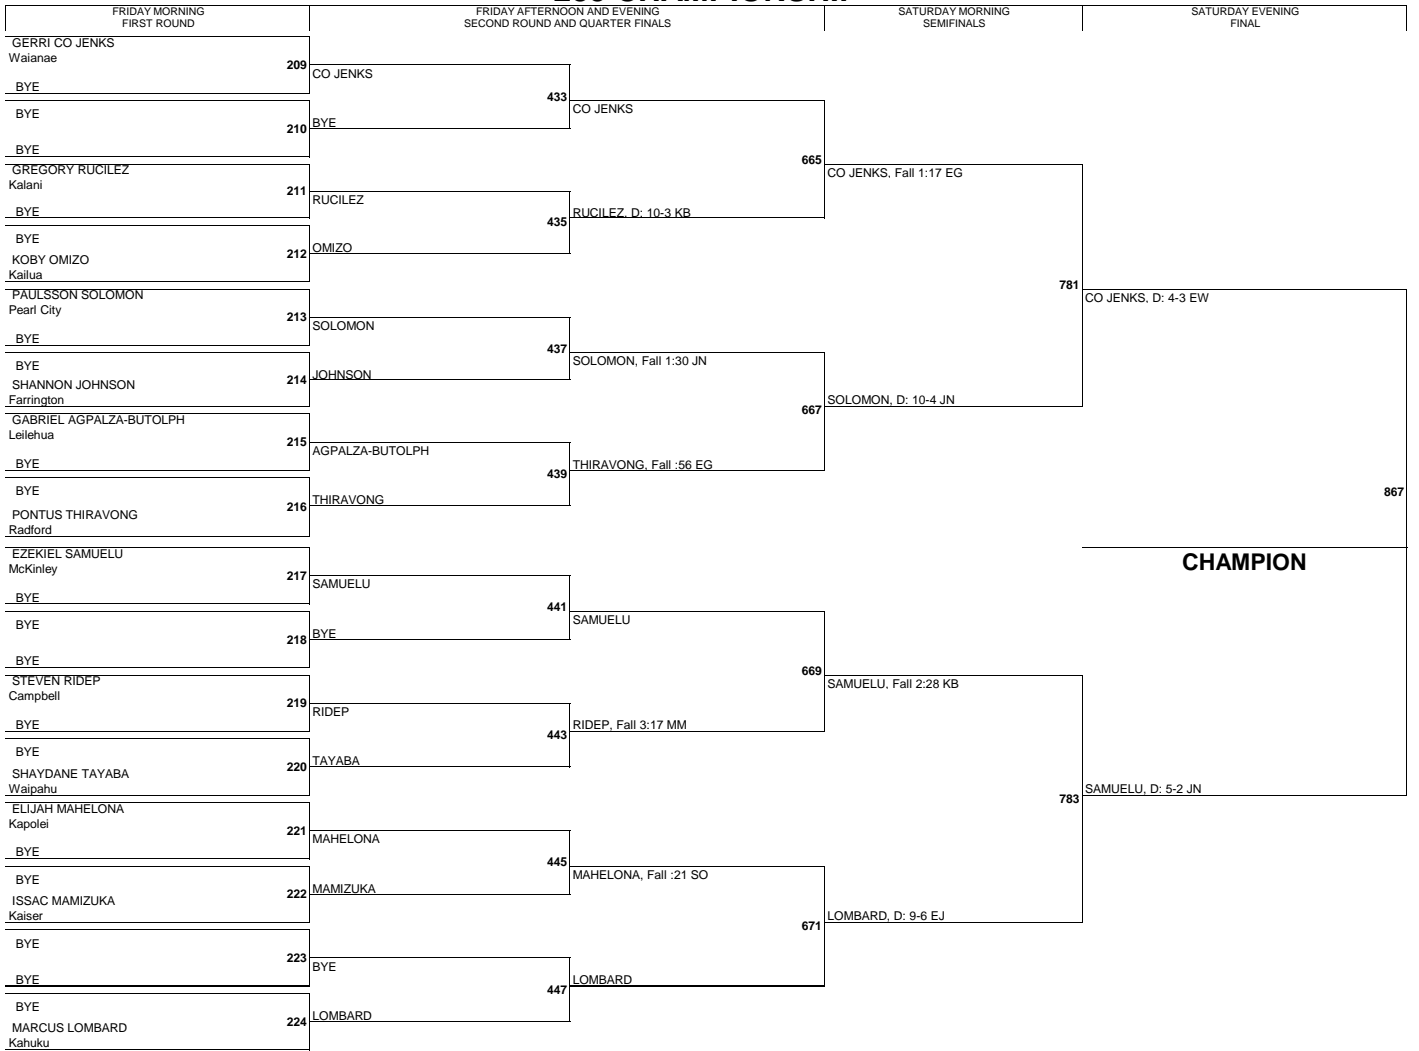 FRIDAY MORNING
FIRST ROUND
FRIDAY AFTERNOON AND EVENING
SECOND ROUND AND QUARTER FINALS
SATURDAY MORNING
SEMIFINALS
SATURDAY EVENING
FINAL
GERRI CO JENKS
Waianae
209
BYE
CO JENKS
433
CO JENKS
BYE
210
BYE
BYE
665
CO JENKS, Fall 1:17 EG
GREGORY RUCILEZ
Kalani
211
BYE
RUCILEZ
435
RUCILEZ, D: 10-3 KB
BYE
212
OMIZO
KOBY OMIZO
Kailua
781
CO JENKS, D: 4-3 EW
PAULSSON SOLOMON
Pearl City
213
BYE
SOLOMON
437
SOLOMON, Fall 1:30 JN
BYE
214
JOHNSON
SHANNON JOHNSON
Farrington
667
SOLOMON, D: 10-4 JN
GABRIEL AGPALZA-BUTOLPH
Leilehua
215
BYE
AGPALZA-BUTOLPH
439
THIRAVONG, Fall :56 EG
BYE
216
THIRAVONG
PONTUS THIRAVONG
Radford
867
CHAMPION
EZEKIEL SAMUELU
McKinley
217
BYE
SAMUELU
441
SAMUELU
BYE
218
BYE
BYE
669
SAMUELU, Fall 2:28 KB
STEVEN RIDEP
Campbell
219
BYE
RIDEP
443
RIDEP, Fall 3:17 MM
BYE
220
TAYABA
SHAYDANE TAYABA
Waipahu
783
SAMUELU, D: 5-2 JN
ELIJAH MAHELONA
Kapolei
221
BYE
MAHELONA
445
MAHELONA, Fall :21 SO
BYE
222
MAMIZUKA
ISSAC MAMIZUKA
Kaiser
671
LOMBARD, D: 9-6 EJ
BYE
223
BYE
BYE
447
LOMBARD
BYE
224
LOMBARD
MARCUS LOMBARD
Kahuku